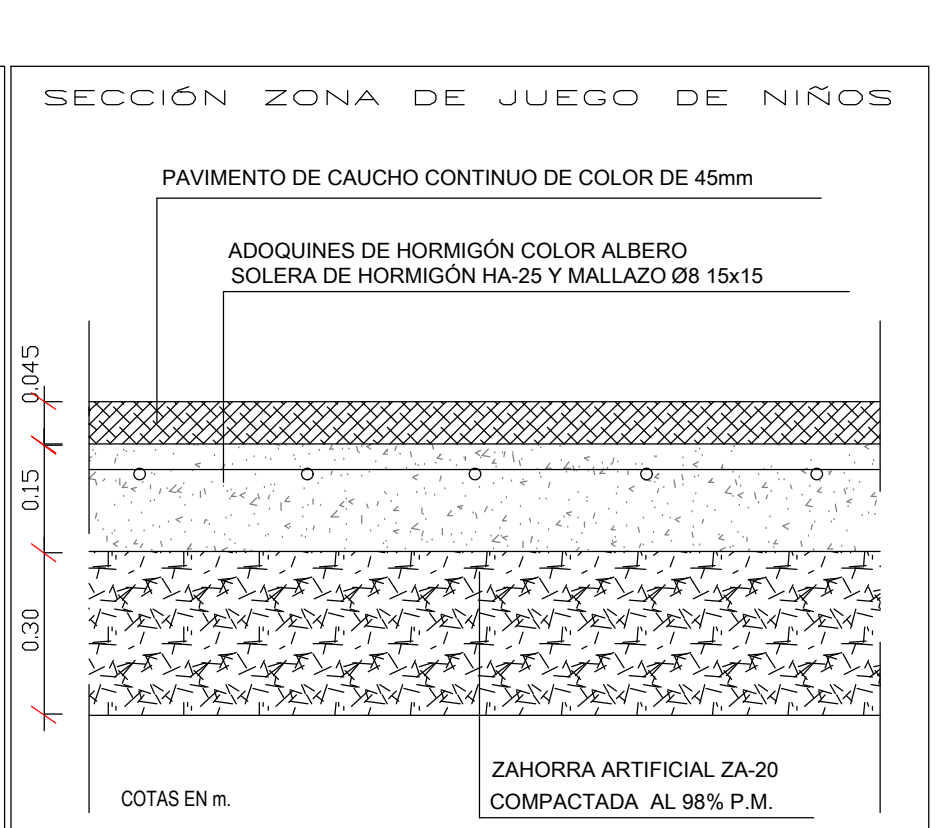 SECCIÓN ZONA DE JUEGO DE NIÑOS
PAVIMENTO DE CAUCHO CONTINUO DE COLOR DE 45mm
ADOQUINES DE HORMIGÓN COLOR ALBERO
SOLERA DE HORMIGÓN HA-25 Y MALLAZO Ø8 15x15
0.045
0.15
0.30
ZAHORRA ARTIFICIAL ZA-20
COMPACTADA AL 98% P.M.
COTAS EN m.